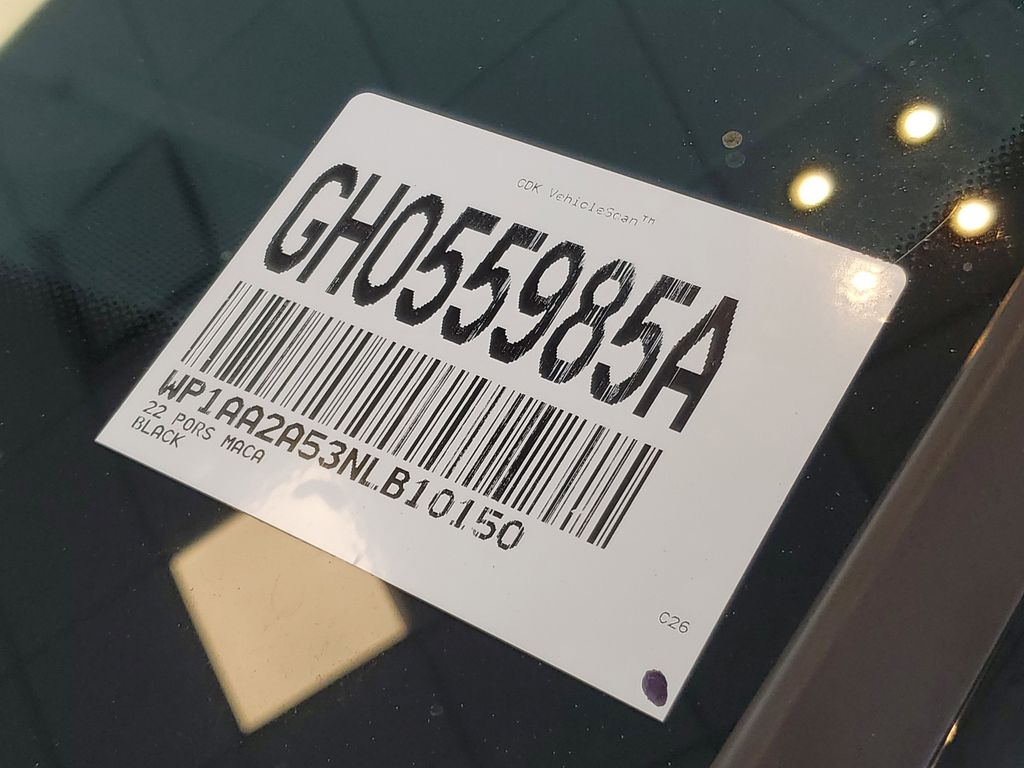 CDK VehicleScan™
GH055985A
WP1AA2A53NLB10150
22 PORS MACA
BLACK
C26